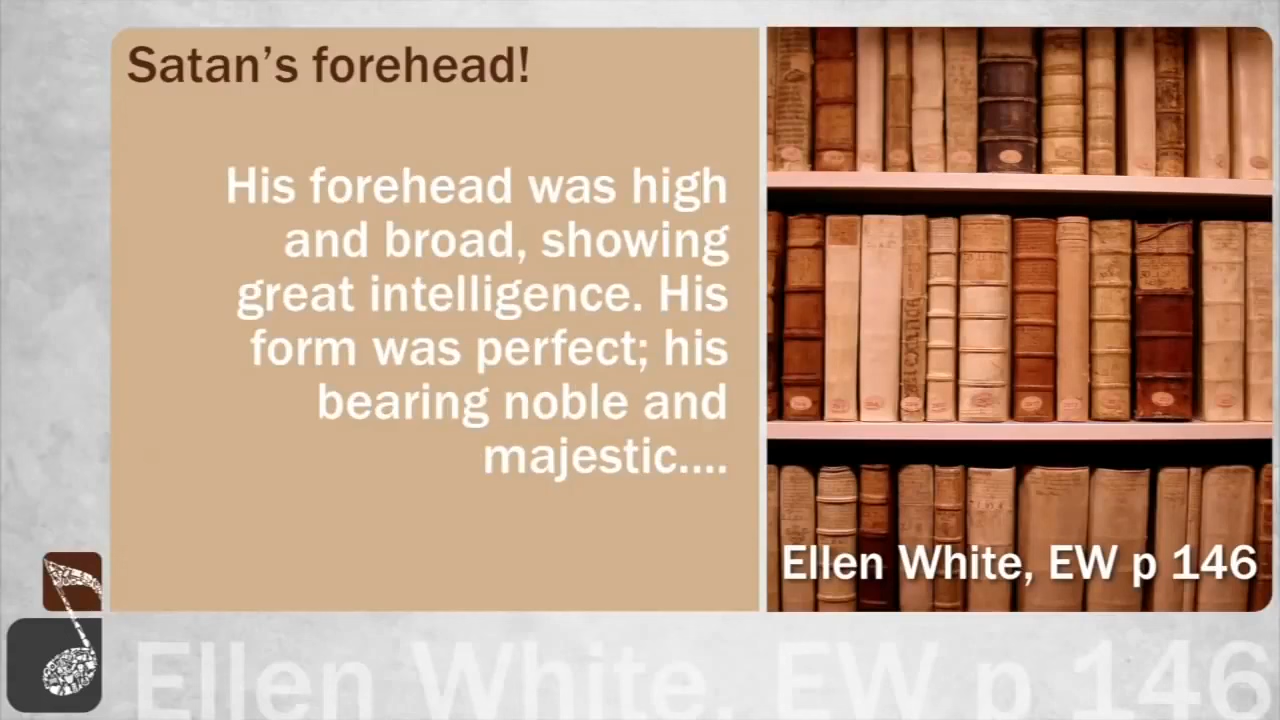 Satan’s forehead!
His forehead was high
and broad, showing
great intelligence. His
form was perfect; his
bearing noble and
majestic....
Ellen White, EW p 146
Ellen White, EW p 146